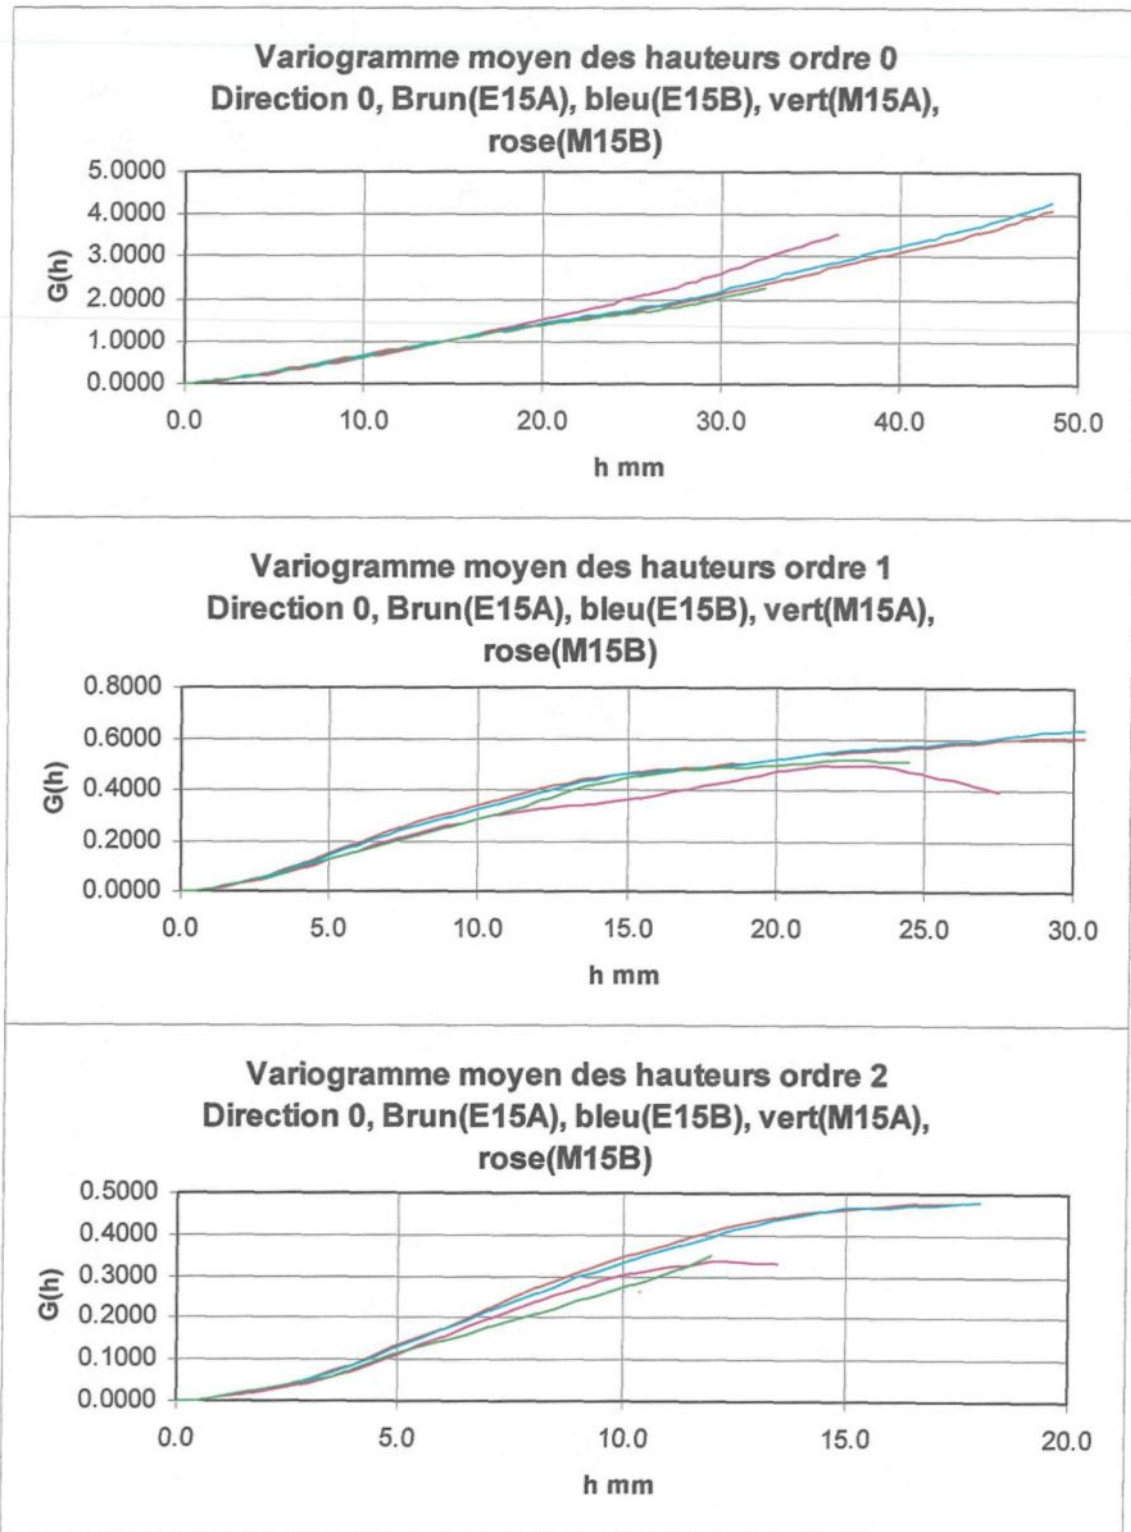 Variogramme moyen des hauteurs ordre 0
Direction 0, Brun(E15A), bleu(E15B), vert(M15A),
rose(M15B)
5.0000
4.0000
3.0000
2.0000
1.0000
0.0000
G(h)
0.0 10.0 20.0 30.0 40.0 50.0
h mm
Variogramme moyen des hauteurs ordre 1
Direction 0, Brun(E15A), bleu(E15B), vert(M15A),
rose(M15B)
0.8000
0.6000
0.4000
0.2000
0.0000
G(h)
0.0 5.0 10.0 15.0 20.0 25.0 30.0
h mm
Variogramme moyen des hauteurs ordre 2
Direction 0, Brun(E15A), bleu(E15B), vert(M15A),
rose(M15B)
0.5000
0.4000
0.3000
0.2000
0.1000
0.0000
G(h)
0.0 5.0 10.0 15.0 20.0
h mm